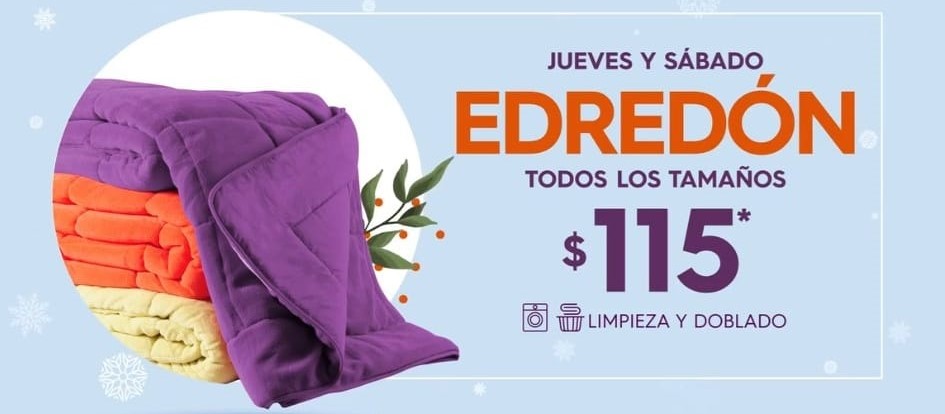 JUEVES Y SÁBADO
EDREDÓN
TODOS LOS TAMAÑOS
$115*
LIMPIEZA Y DOBLADO